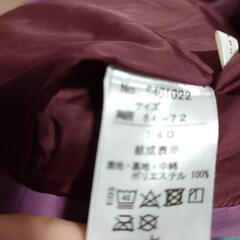 No. 6401022
サイズ
胸囲 64-72
140
組成表示
表地・裏地・中綿
ポリエステル 100%